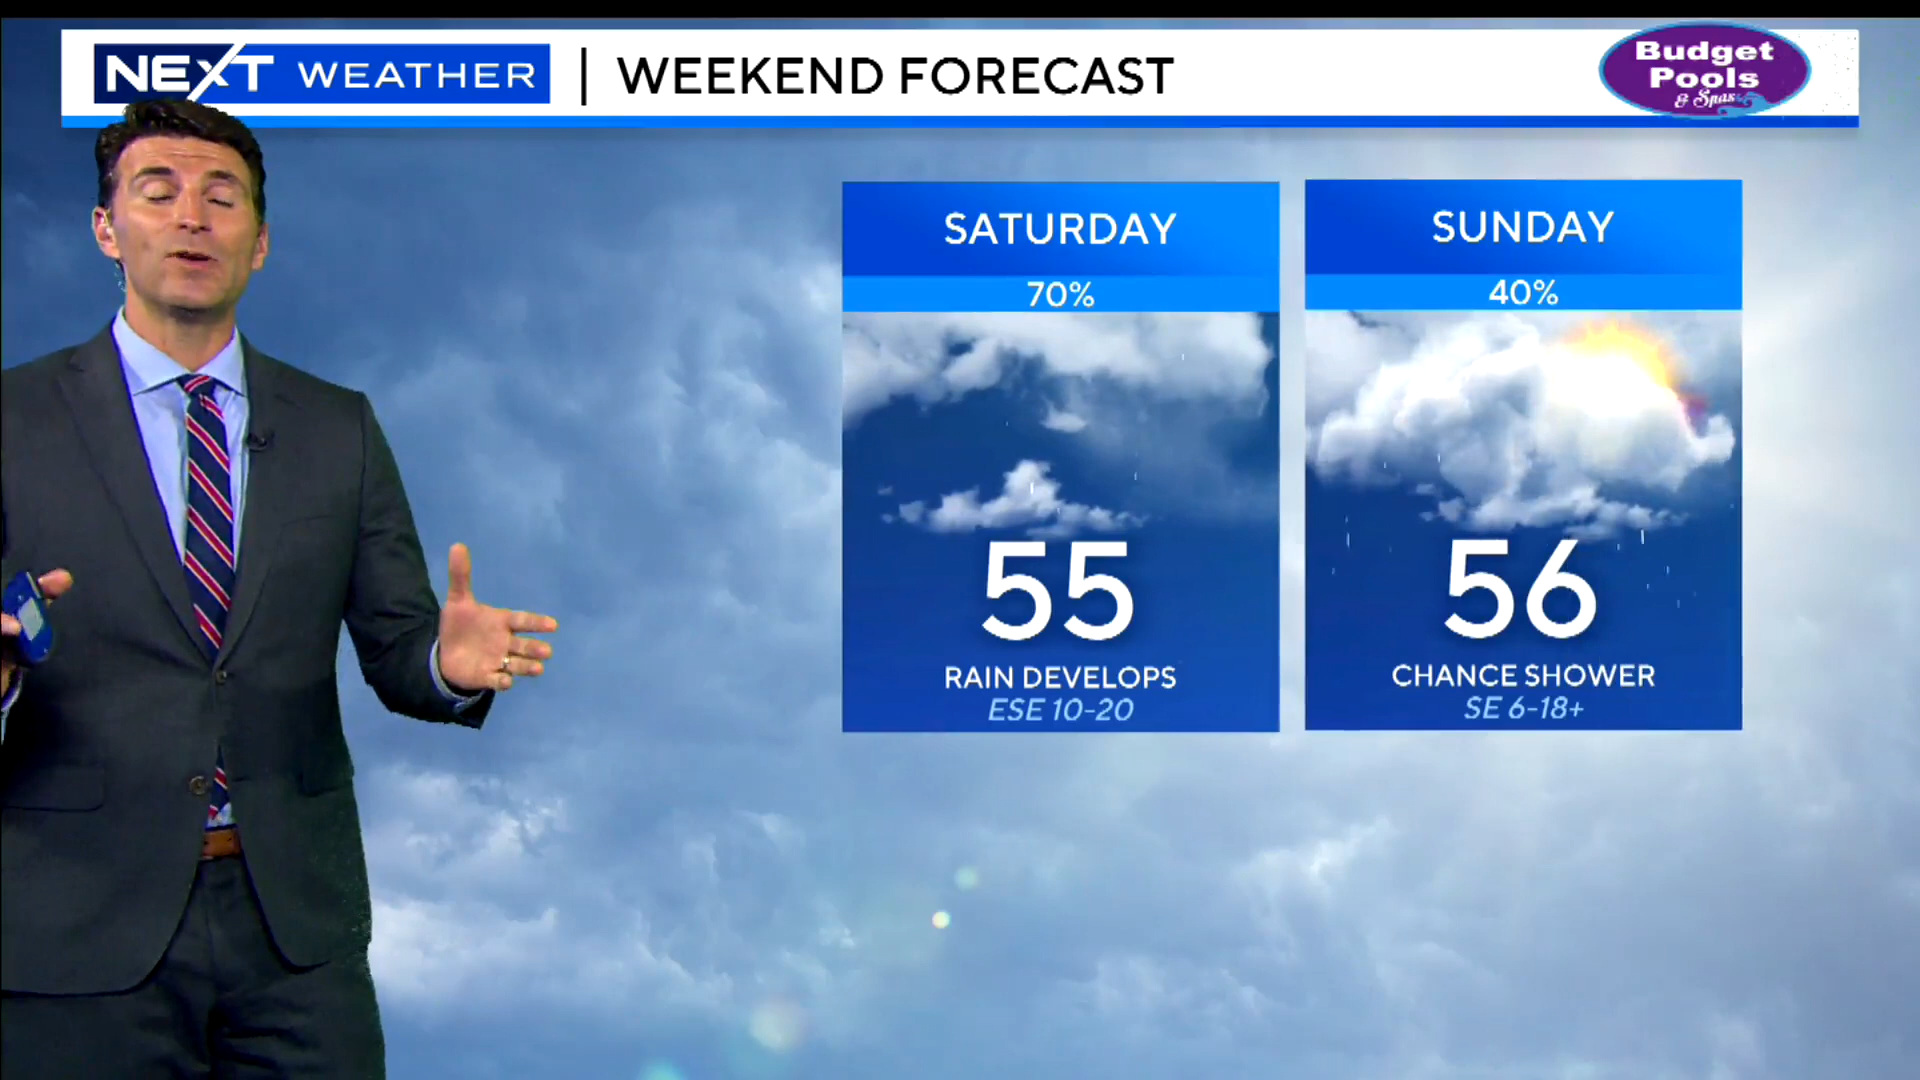 NEXT WEATHER | WEEKEND FORECAST
Budget
Pools
& Spas
SATURDAY
70%
55
RAIN DEVELOPS
ESE 10-20
SUNDAY
40%
56
CHANCE SHOWER
SE 6-18+